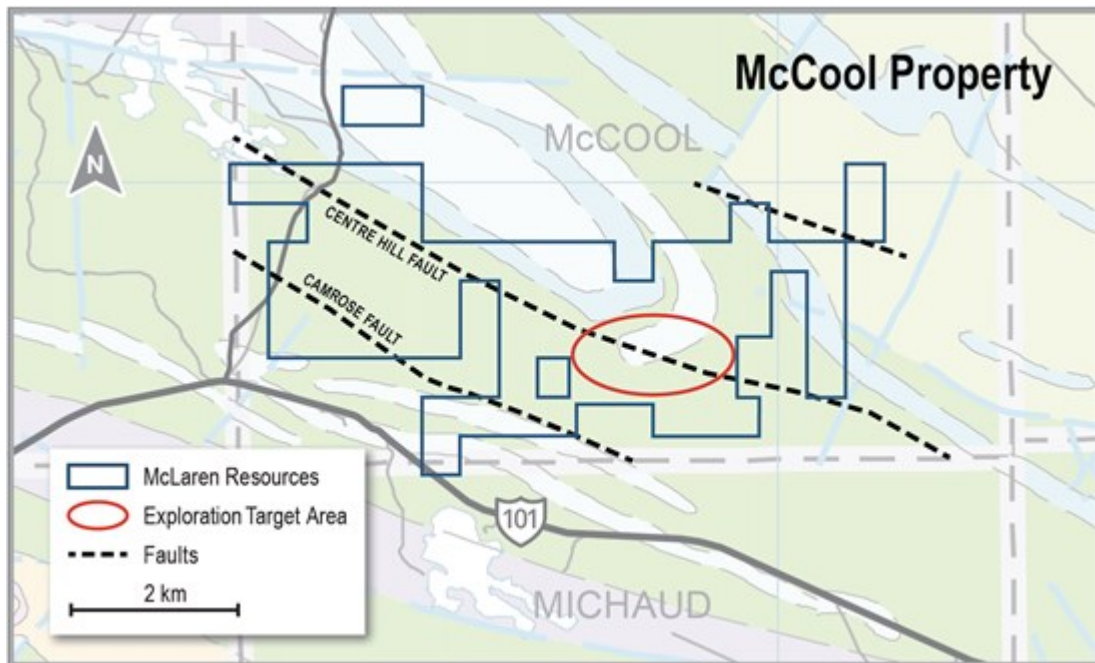 McCool Property
McCOOL
N
CENTRE HILL FAULT
CAMROSE FAULT
McLaren Resources
Exploration Target Area
Faults
2 km
101
MICHAUD